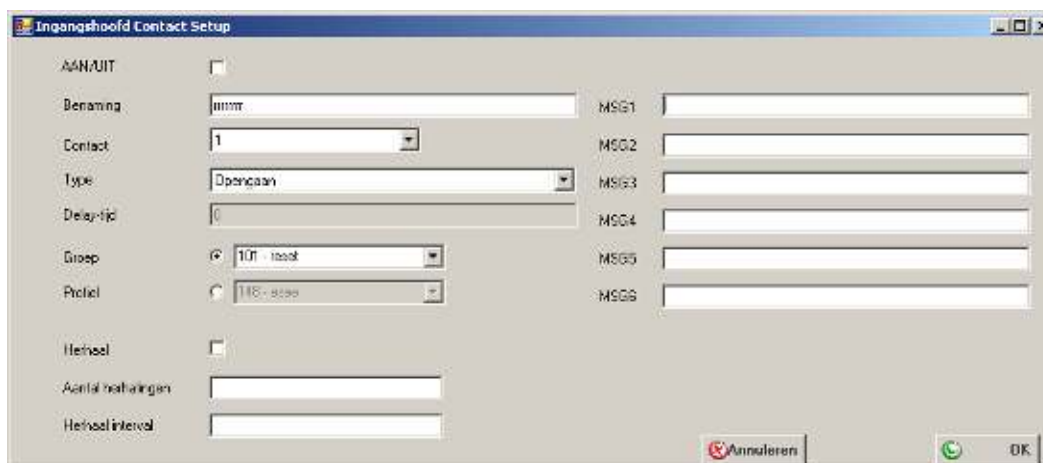 Ingangshoofd Contact Setup
AAN/UIT
Benaming
Contact
1
Type
Opengaan
Delay-tijd
0
Groep
101 - reset
Profiel
Herhaal
Aantal herhalingen
Herhaal interval
MSG1
MSG2
MSG3
MSG4
MSG5
MSG6
Annuleren
OK